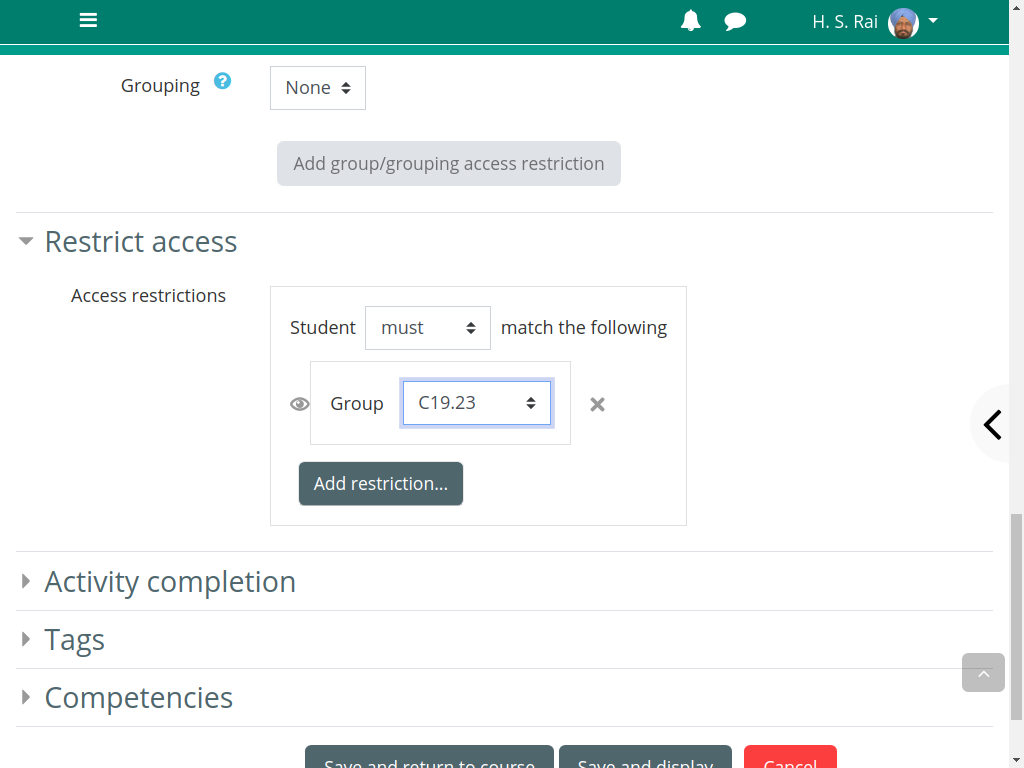 H. S. Rai
Grouping
None
Add group/grouping access restriction
Restrict access
Access restrictions
Student must match the following
Group C19.23
Add restriction...
Activity completion
Tags
Competencies
Save and return to course Save and display Cancel